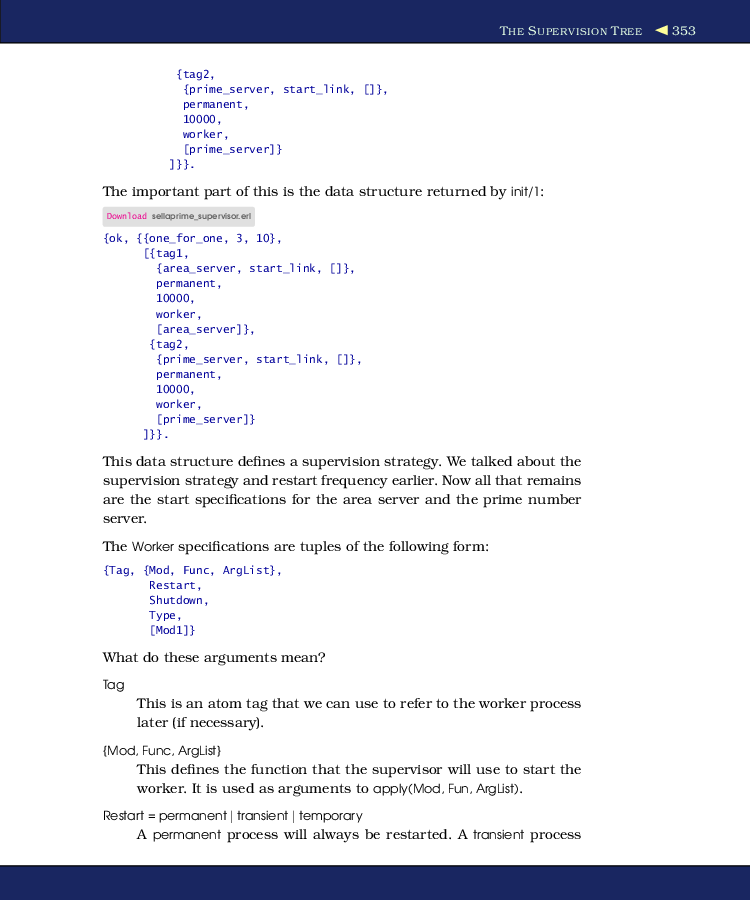 THE SUPERVISION TREE ◀ 353
{tag2,
{prime_server, start_link, []},
permanent,
10000,
worker,
[prime_server]}
]}}.
The important part of this is the data structure returned by init/1:
Download sellaprime_supervisor.erl
{ok, {{one_for_one, 3, 10},
[{tag1,
{area_server, start_link, []},
permanent,
10000,
worker,
[area_server]},
{tag2,
{prime_server, start_link, []},
permanent,
10000,
worker,
[prime_server]}
]}}.
This data structure defines a supervision strategy. We talked about the
supervision strategy and restart frequency earlier. Now all that remains
are the start specifications for the area server and the prime number
server.
The Worker specifications are tuples of the following form:
{Tag, {Mod, Func, ArgList},
Restart,
Shutdown,
Type,
[Mod1]}
What do these arguments mean?
Tag
This is an atom tag that we can use to refer to the worker process
later (if necessary).
{Mod, Func, ArgList}
This defines the function that the supervisor will use to start the
worker. It is used as arguments to apply(Mod, Fun, ArgList).
Restart = permanent | transient | temporary
A permanent process will always be restarted. A transient process